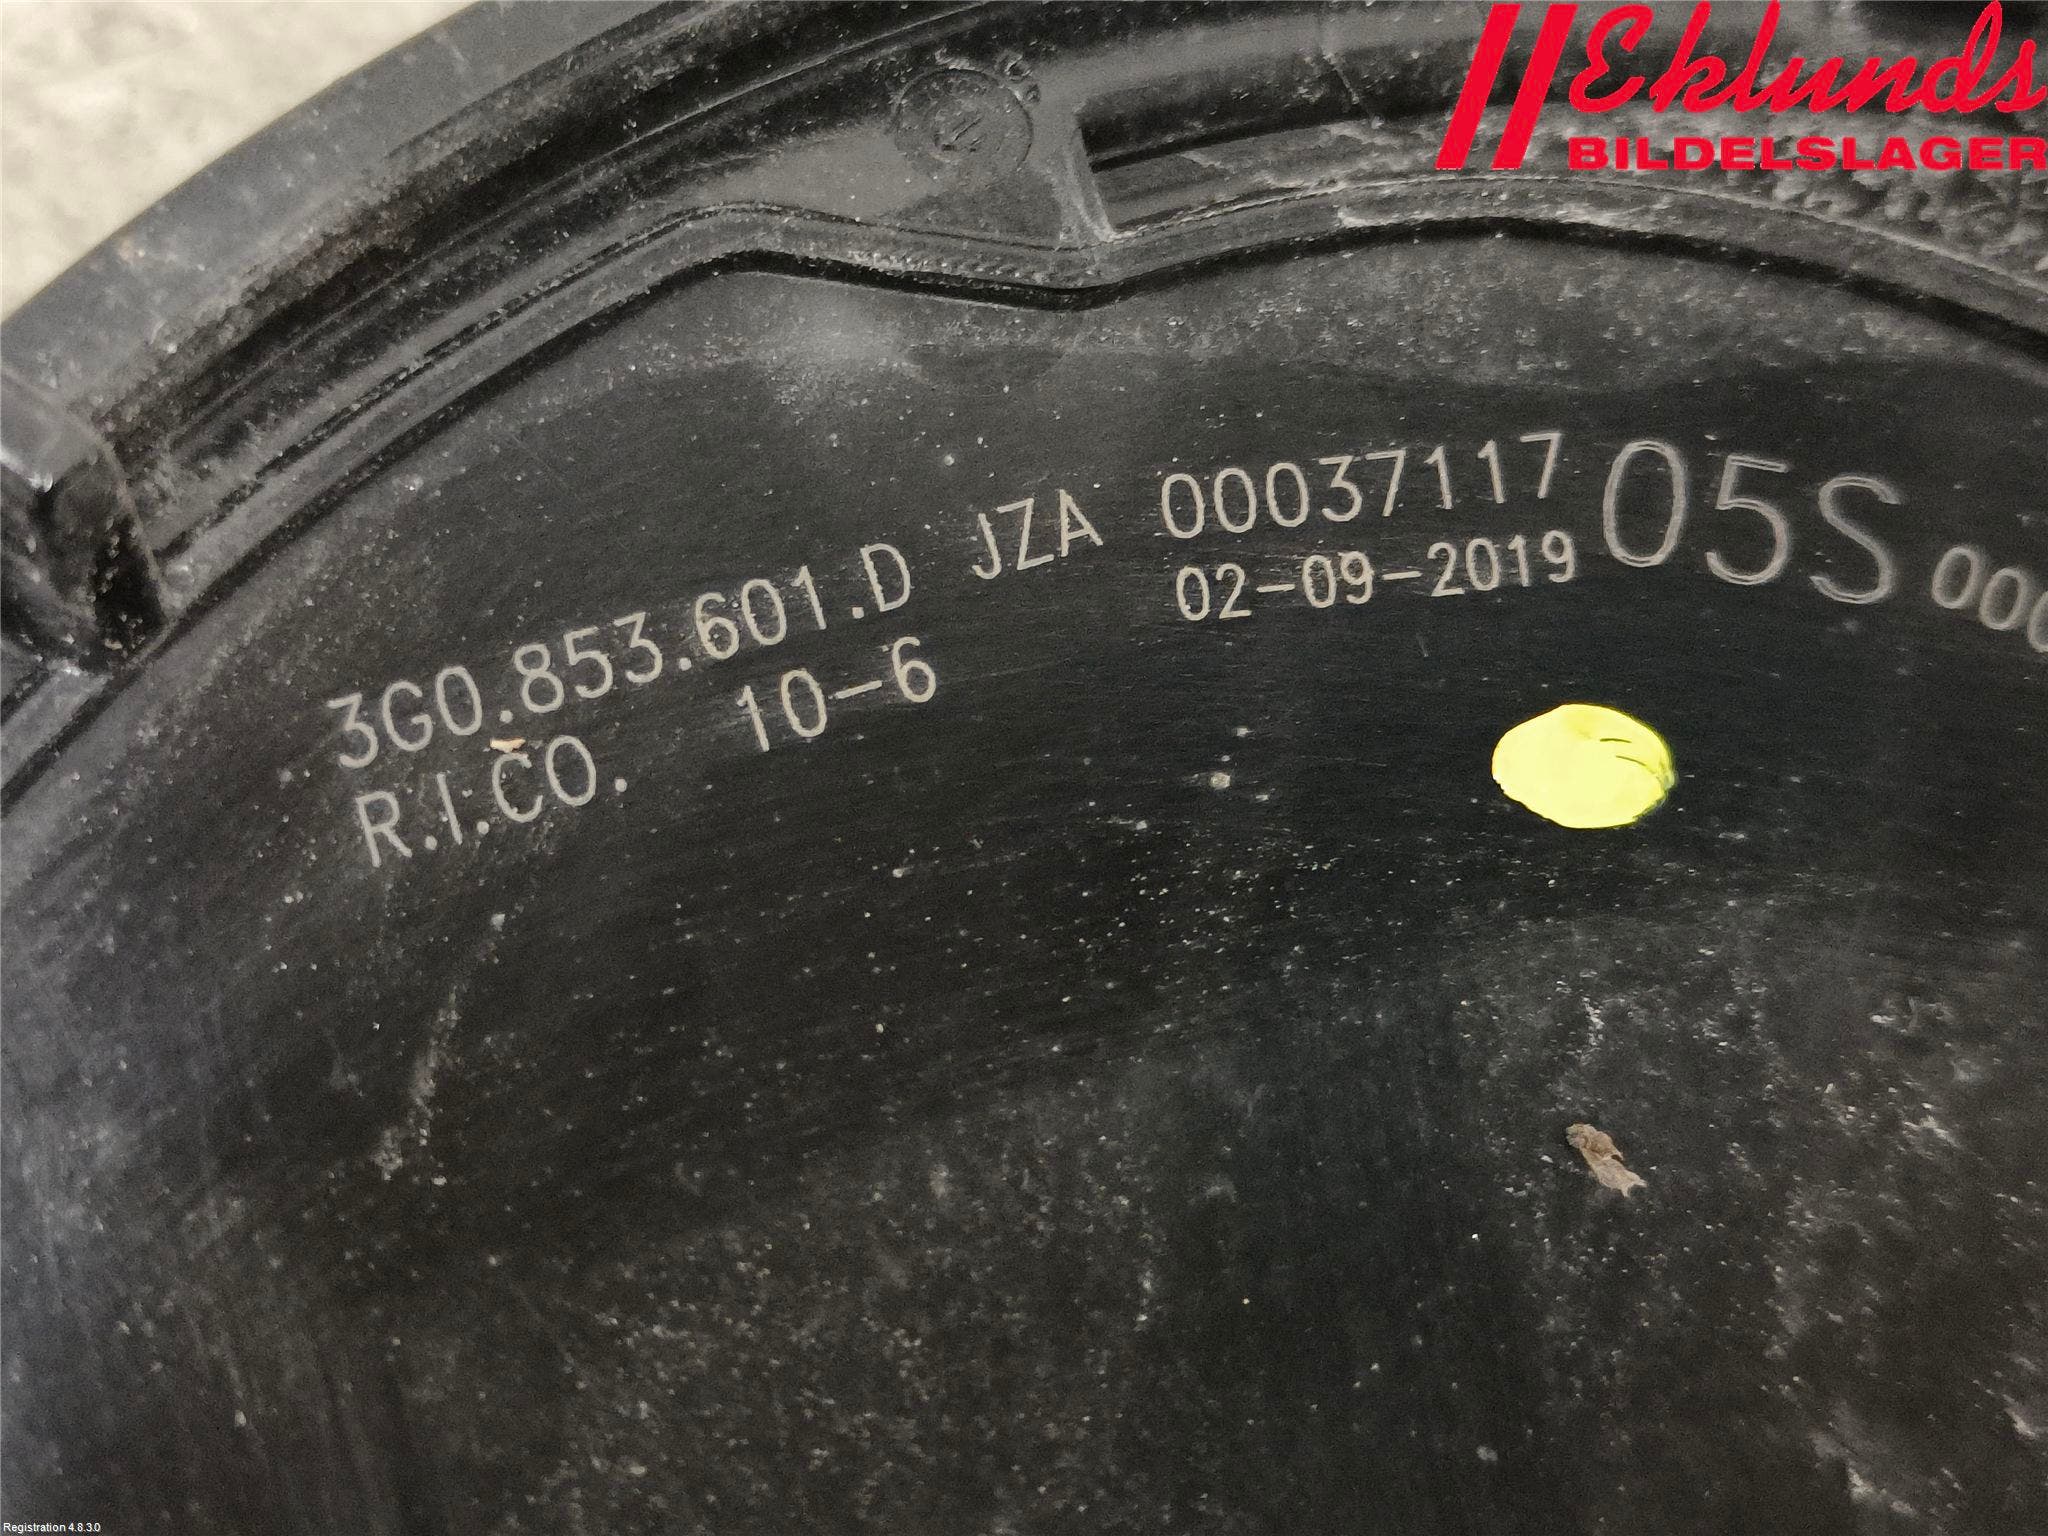 Eklunds
BILDELSLAGER
3G0.853.601.D JZA 00037117 05S 000
R.I.CO. 10-6 02-09-2019
Registration 4.8.3.0